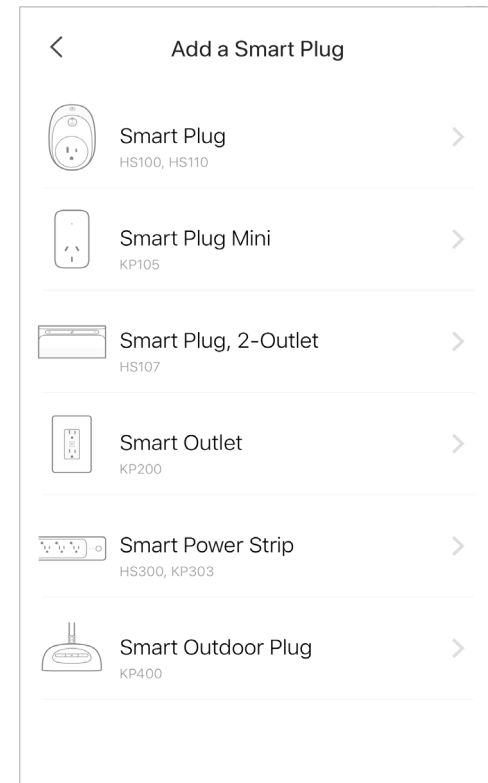 Add a Smart Plug
Smart Plug
HS100, HS110
Smart Plug Mini
KP105
Smart Plug, 2-Outlet
HS107
Smart Outlet
KP200
Smart Power Strip
HS300, KP303
Smart Outdoor Plug
KP400